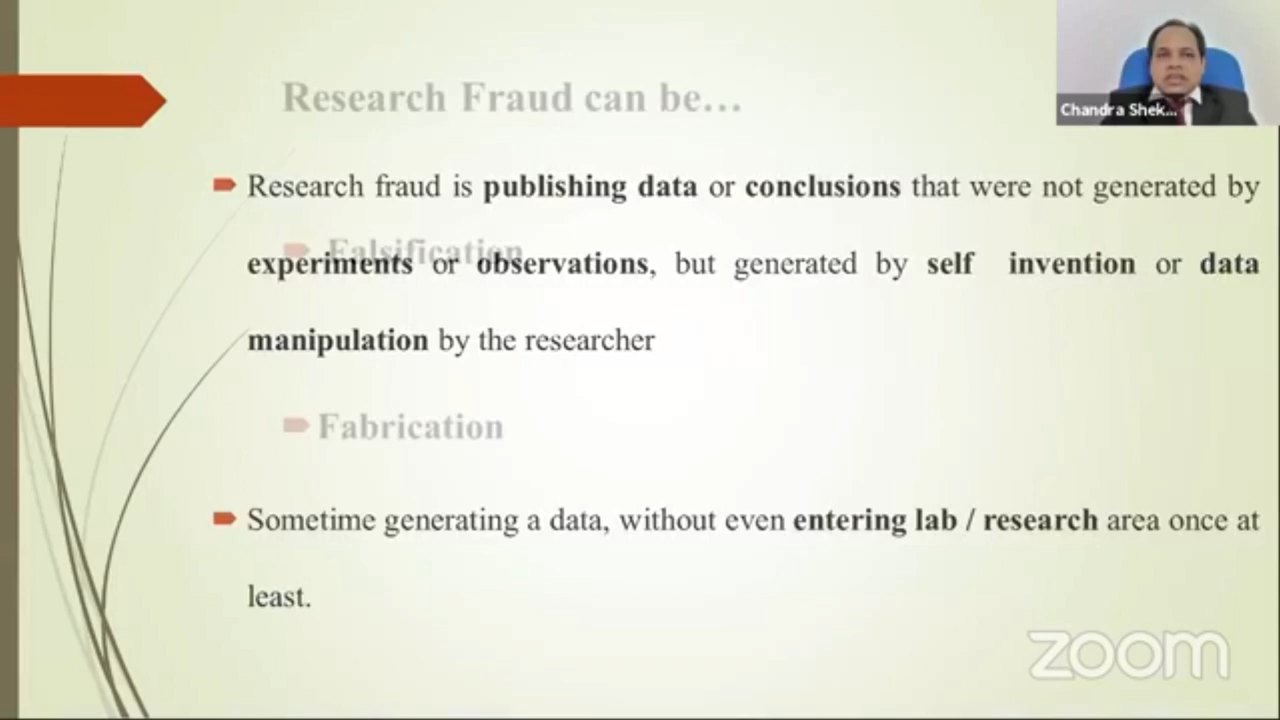 Research Fraud can be...
Chandra Shek...
Research fraud is publishing data or conclusions that were not generated by
Falsification
experiments or observations, but generated by self invention or data
manipulation by the researcher
Fabrication
Sometime generating a data, without even entering lab / research area once at
least.
zoom